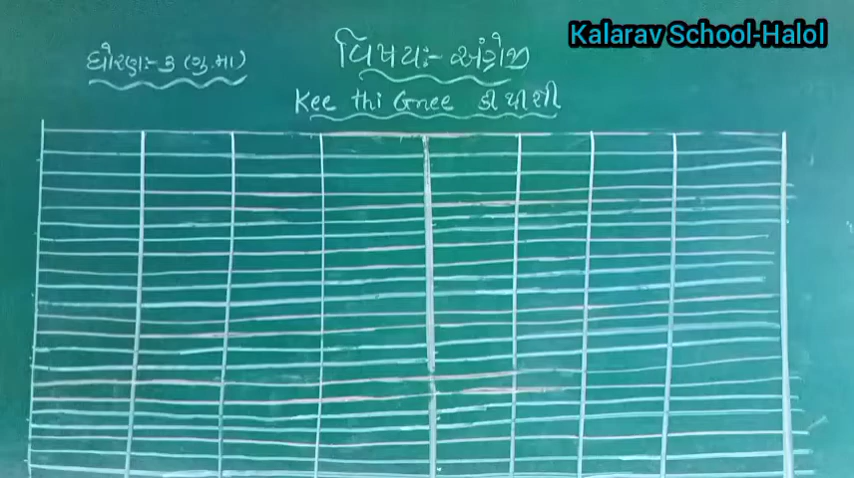 Kalarav School-Halol
ધોરણ:- ૩ (ગુ.મા) વિષય:- અંગ્રેજી
Kee thi Gnee ડીથીશી